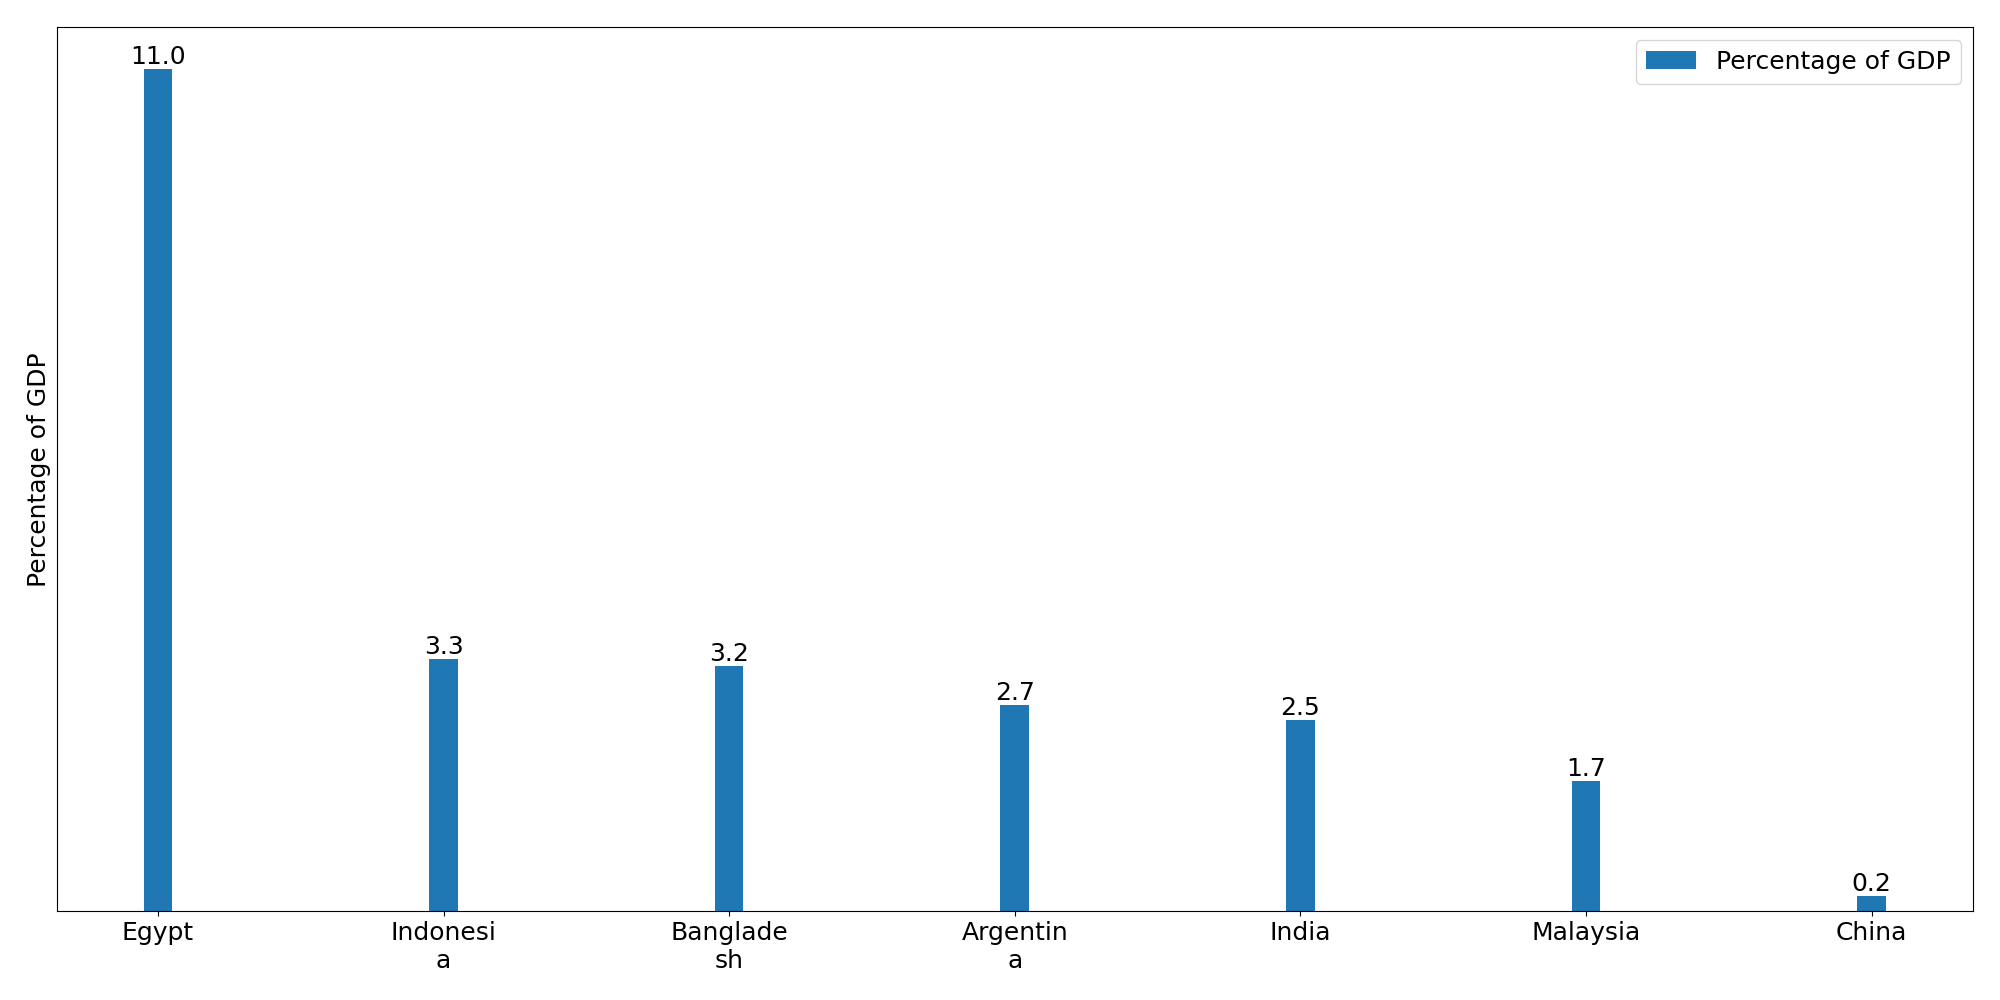 11.0
Percentage of GDP
3.3
3.2
2.7
2.5
1.7
0.2
Percentage of GDP
Egypt
Indonesi
a
Banglade
sh
Argentin
a
India
Malaysia
China